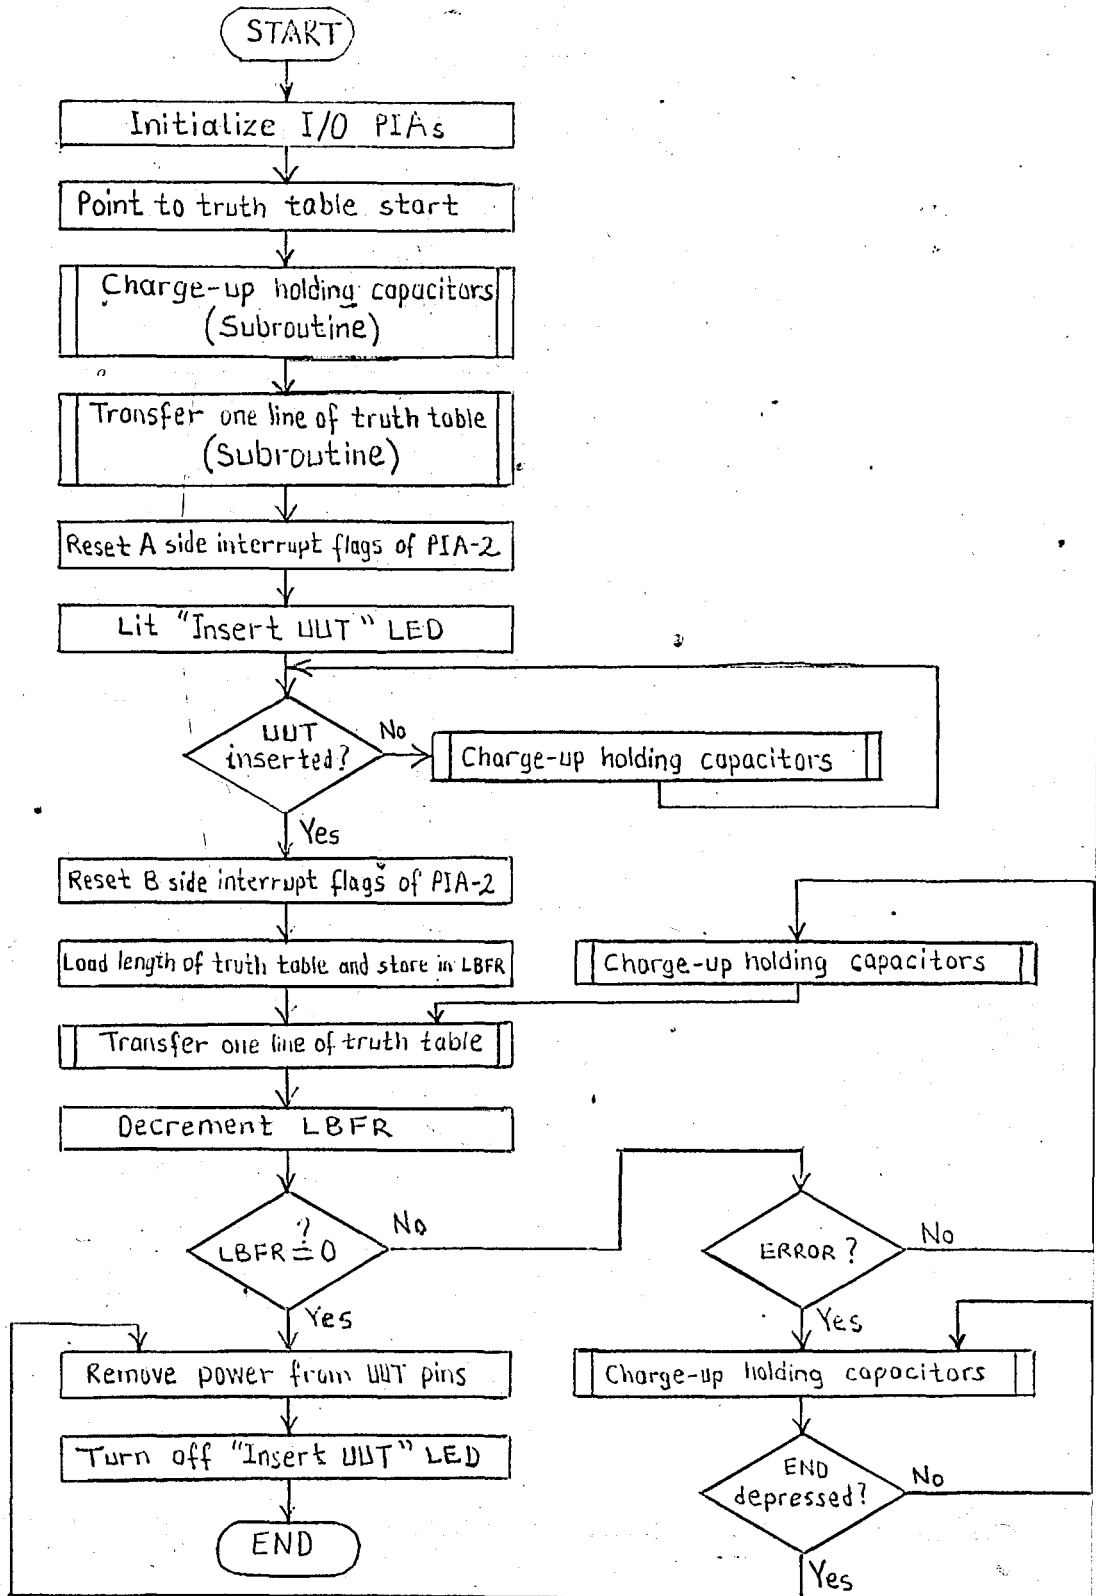 START
Initialize I/O PIAs
Point to truth table start
Charge-up holding capacitors
(Subroutine)
Transfer one line of truth table
(Subroutine)
Reset A side interrupt flags of PIA-2
Lit "Insert UUT" LED
UUT
inserted?
No
Charge-up holding capacitors
Yes
Reset B side interrupt flags of PIA-2
Load length of truth table and store in LBFR
Charge-up holding capacitors
Transfer one line of truth table
Decrement LBFR
?
LBFR = 0
No
ERROR ?
No
Yes
Yes
Remove power from UUT pins
Charge-up holding capacitors
Turn off "Insert UUT" LED
END
depressed?
No
END
Yes